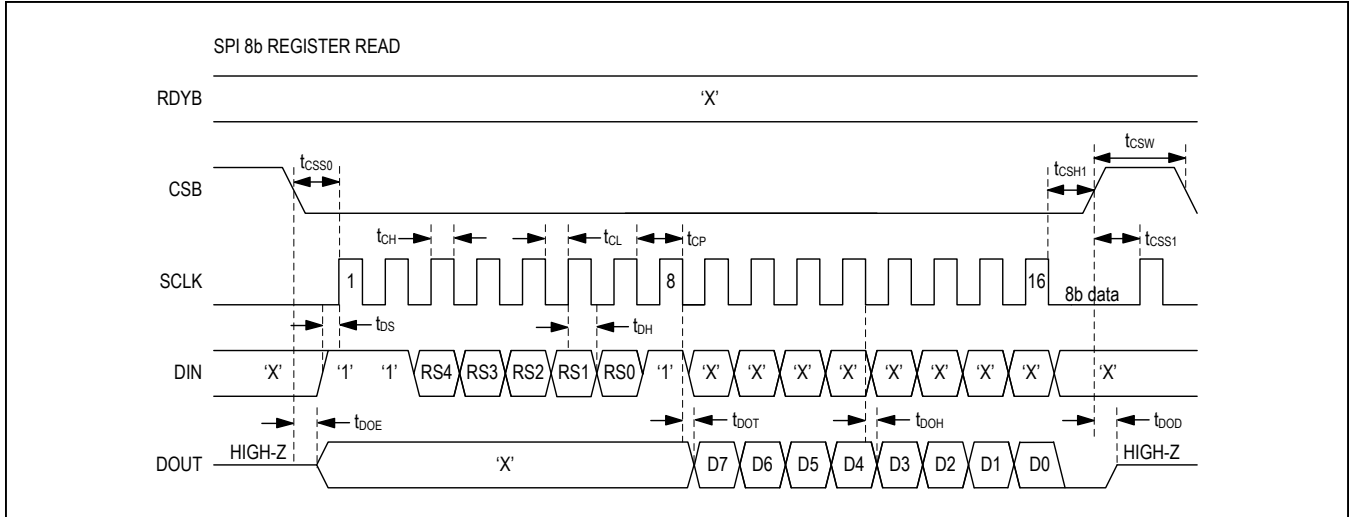 SPI 8b REGISTER READ
RDYB ‘X’
tCSW
tCSS0 tCSH1
CSB
tCH tCL tCP tCSS1
SCLK 1 8 16 8b data
tDS tDH
DIN ‘X’ ‘1’ ‘1’ RS4 RS3 RS2 RS1 RS0 ‘1’ ‘X’ ‘X’ ‘X’ ‘X’ ‘X’ ‘X’ ‘X’ ‘X’ ‘X’
tDOE tDOT tDOH tDOD
HIGH-Z HIGH-Z
DOUT ‘X’ D7 D6 D5 D4 D3 D2 D1 D0